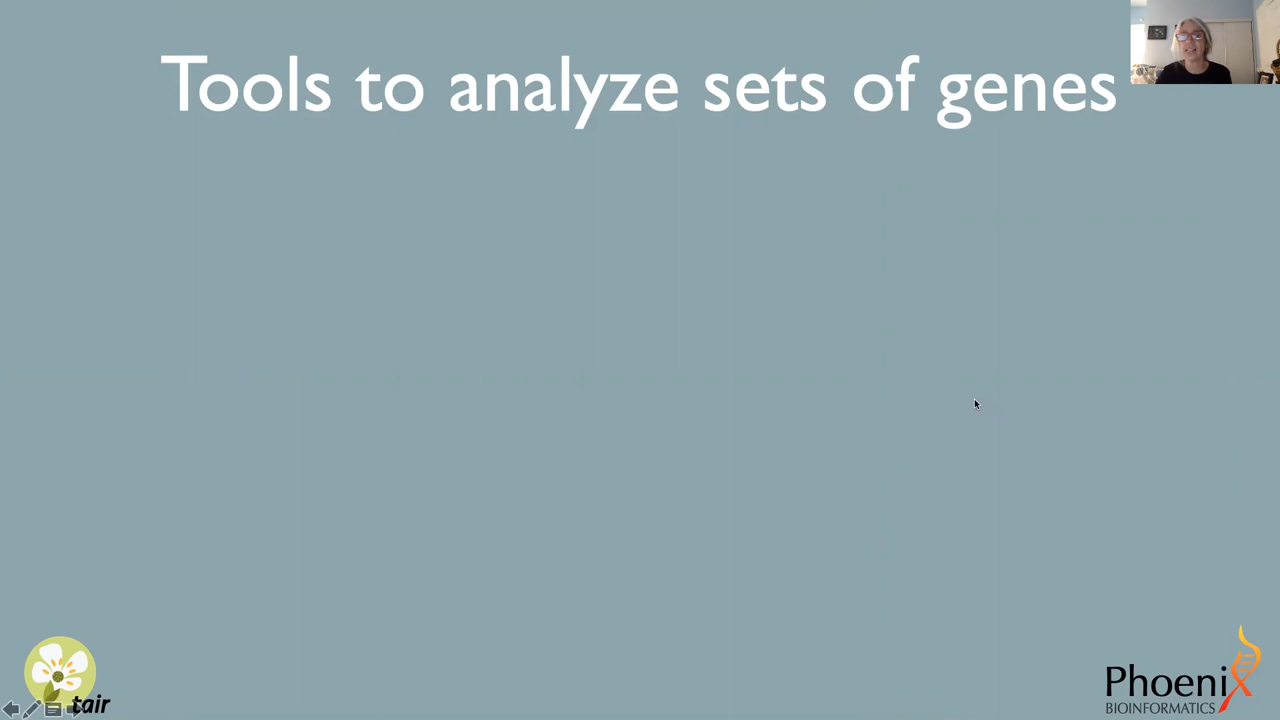 Tools to analyze sets of genes
tair
Phoenix
BIOINFORMATICS